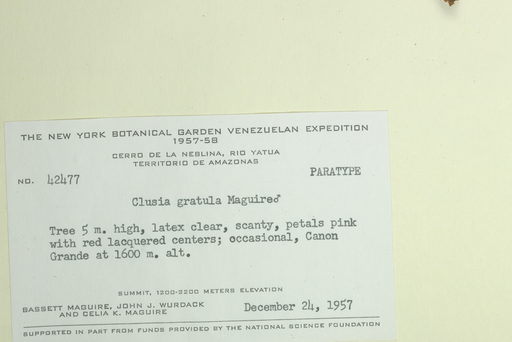 THE NEW YORK BOTANICAL GARDEN VENEZUELAN EXPEDITION
1957-58
CERRO DE LA NEBLINA, RIO YATUA
TERRITORIO DE AMAZONAS
NO. 42477 PARATYPE
Clusia gratula Maguire♂
Tree 5 m. high, latex clear, scanty, petals pink
with red lacquered centers; occasional, Canon
Grande at 1600 m. alt.
SUMMIT, 1200-2200 METERS ELEVATION
BASSETT MAGUIRE, JOHN J. WURDACK
AND CELIA K. MAGUIRE December 24, 1957
SUPPORTED IN PART FROM FUNDS PROVIDED BY THE NATIONAL SCIENCE FOUNDATION